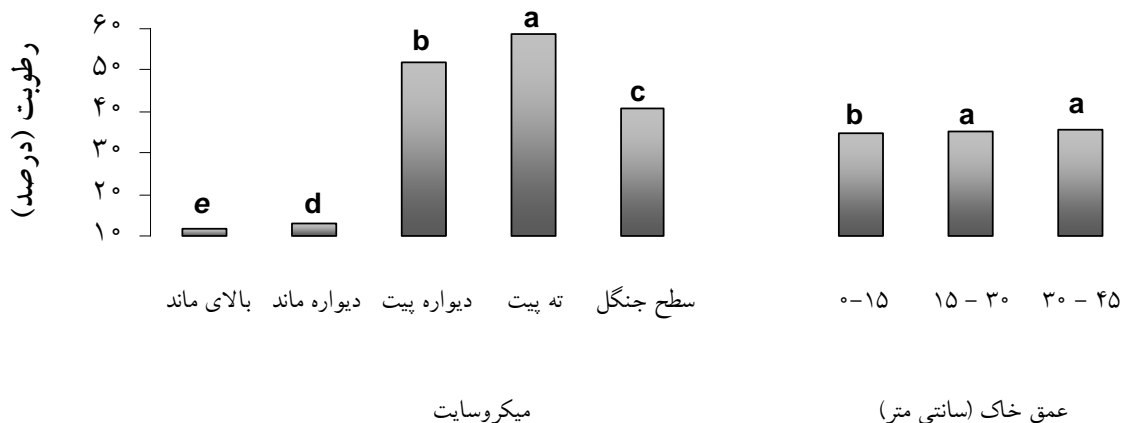 رطوبت (درصد)
۶۰
۵۰
۴۰
۳۰
۲۰
۱۰
e
d
b
a
c
b
a
a
بالای ماند
دیواره ماند
دیواره پیت
ته پیت
سطح جنگل
۰-۱۵
۱۵ - ۳۰
۳۰ - ۴۵
میکروسایت
عمق خاک (سانتی متر)